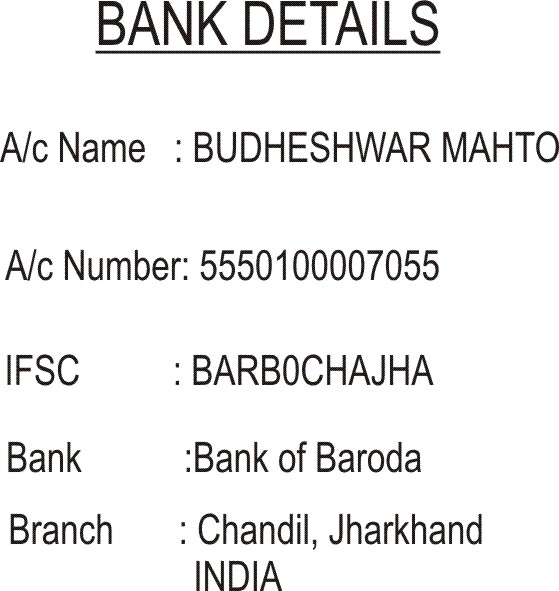 BANK DETAILS
A/c Name : BUDHESHWAR MAHTO
A/c Number: 5550100007055
IFSC : BARB0CHAJHA
Bank :Bank of Baroda
Branch : Chandil, Jharkhand
INDIA